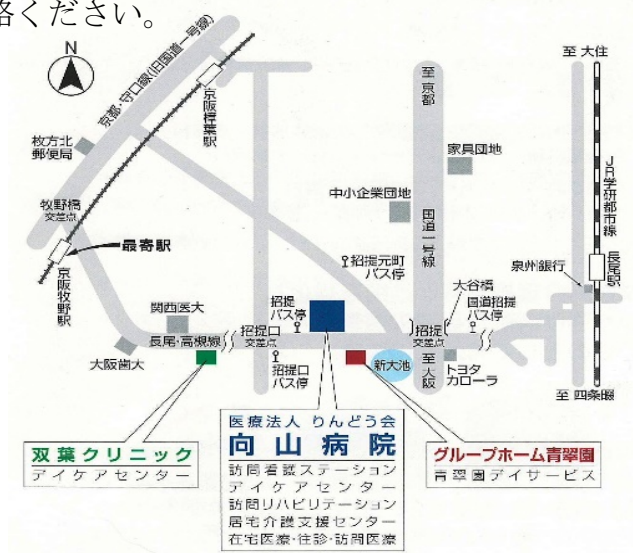 絡ください。
N
京都・守口線(旧国道一号線)
京阪樟葉駅
枚方北
郵便局
牧野橋
交差点
最寄駅
京阪牧野駅
至大住
至京都
家具団地
中小企業団地
国道一号線
JR学研都市線
長尾駅
泉州銀行
招提元町
バス停
大谷橋
国道招提
バス停
関西医大
招提
バス停
長尾・高槻線
招提口
交差点
招提
交差点
大阪歯大
招提口
バス停
新大池
至大阪
トヨタ
カローラ
至四条畷
双葉クリニック
デイケアセンター
医療法人 りんどう会
向山病院
訪問看護ステーション
デイケアセンター
訪問リハビリテーション
居宅介護支援センター
在宅医療・往診・訪問医療
グループホーム青翠園
青翠園デイサービス